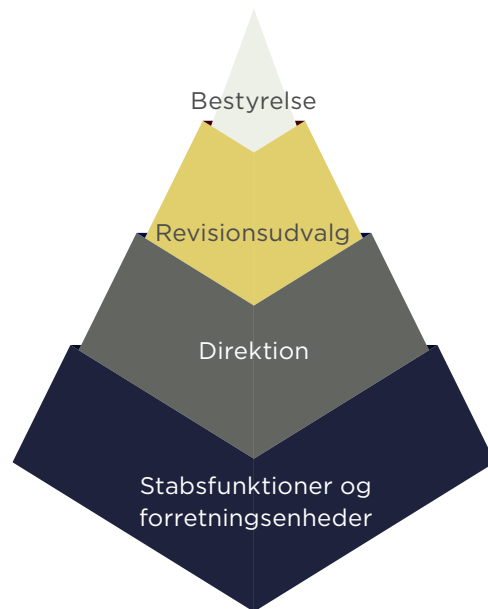 Bestyrelse
Revisionsudvalg
Direktion
Stabsfunktioner og
forretningsenheder